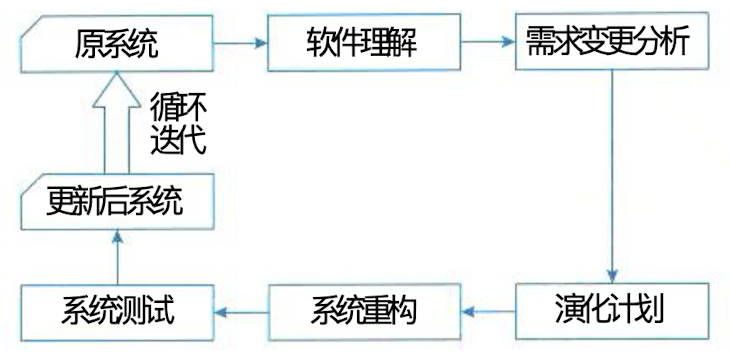 原系统
软件理解
需求变更分析
循环
迭代
更新后系统
系统测试
系统重构
演化计划